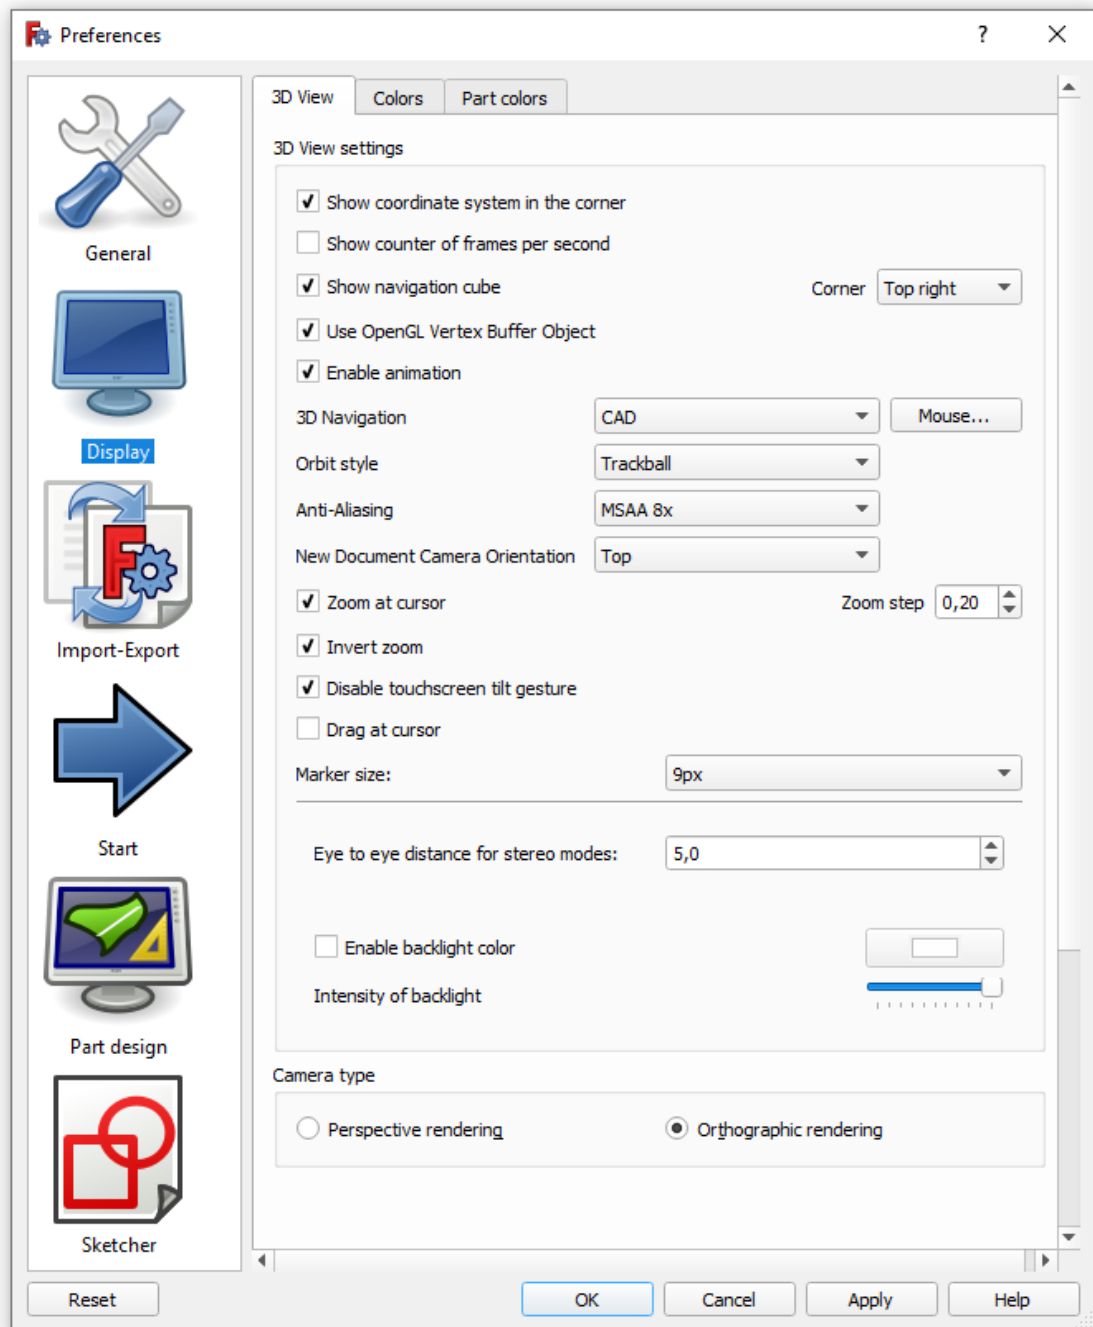 Preferences
?
3D View Colors Part colors
3D View settings
Show coordinate system in the corner
Show counter of frames per second
Show navigation cube Corner Top right
Use OpenGL Vertex Buffer Object
Enable animation
3D Navigation CAD Mouse...
Orbit style Trackball
Anti-Aliasing MSAA 8x
New Document Camera Orientation Top
Zoom at cursor Zoom step 0,20
Invert zoom
Disable touchscreen tilt gesture
Drag at cursor
Marker size: 9px
Eye to eye distance for stereo modes: 5,0
Enable backlight color
Intensity of backlight
Camera type
Perspective rendering Orthographic rendering
General
Display
Import-Export
Start
Part design
Sketcher
Reset OK Cancel Apply Help